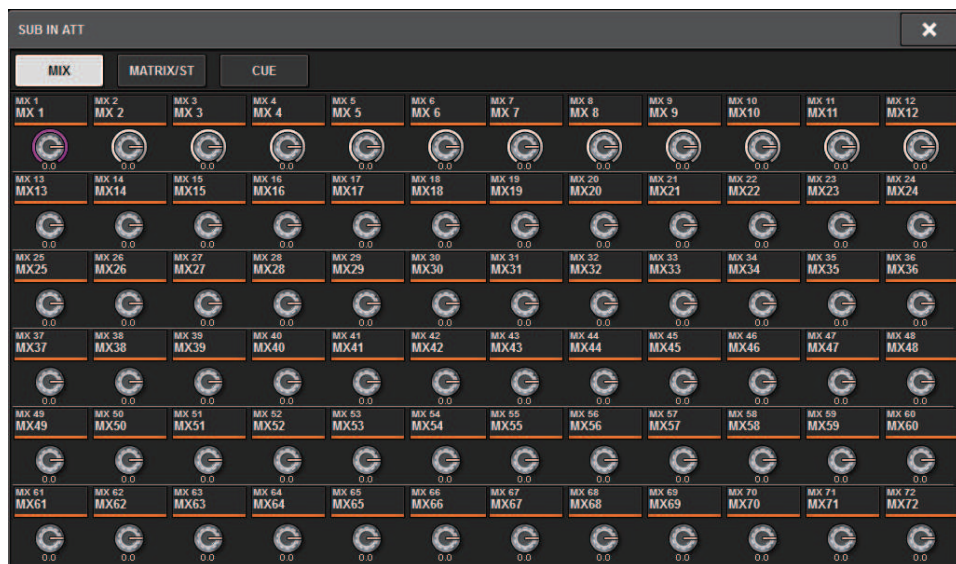 SUB IN ATT
MIX MATRIX/ST CUE
MX 1 MX 2 MX 3 MX 4 MX 5 MX 6 MX 7 MX 8 MX 9 MX 10 MX 11 MX 12
MX 1 MX 2 MX 3 MX 4 MX 5 MX 6 MX 7 MX 8 MX 9 MX10 MX11 MX12
0.0 0.0 0.0 0.0 0.0 0.0 0.0 0.0 0.0 0.0 0.0 0.0
MX 13 MX 14 MX 15 MX 16 MX 17 MX 18 MX 19 MX 20 MX 21 MX 22 MX 23 MX 24
MX13 MX14 MX15 MX16 MX17 MX18 MX19 MX20 MX21 MX22 MX23 MX24
0.0 0.0 0.0 0.0 0.0 0.0 0.0 0.0 0.0 0.0 0.0 0.0
MX 25 MX 26 MX 27 MX 28 MX 29 MX 30 MX 31 MX 32 MX 33 MX 34 MX 35 MX 36
MX25 MX26 MX27 MX28 MX29 MX30 MX31 MX32 MX33 MX34 MX35 MX36
0.0 0.0 0.0 0.0 0.0 0.0 0.0 0.0 0.0 0.0 0.0 0.0
MX 37 MX 38 MX 39 MX 40 MX 41 MX 42 MX 43 MX 44 MX 45 MX 46 MX 47 MX 48
MX37 MX38 MX39 MX40 MX41 MX42 MX43 MX44 MX45 MX46 MX47 MX48
0.0 0.0 0.0 0.0 0.0 0.0 0.0 0.0 0.0 0.0 0.0 0.0
MX 49 MX 50 MX 51 MX 52 MX 53 MX 54 MX 55 MX 56 MX 57 MX 58 MX 59 MX 60
MX49 MX50 MX51 MX52 MX53 MX54 MX55 MX56 MX57 MX58 MX59 MX60
0.0 0.0 0.0 0.0 0.0 0.0 0.0 0.0 0.0 0.0 0.0 0.0
MX 61 MX 62 MX 63 MX 64 MX 65 MX 66 MX 67 MX 68 MX 69 MX 70 MX 71 MX 72
MX61 MX62 MX63 MX64 MX65 MX66 MX67 MX68 MX69 MX70 MX71 MX72
0.0 0.0 0.0 0.0 0.0 0.0 0.0 0.0 0.0 0.0 0.0 0.0